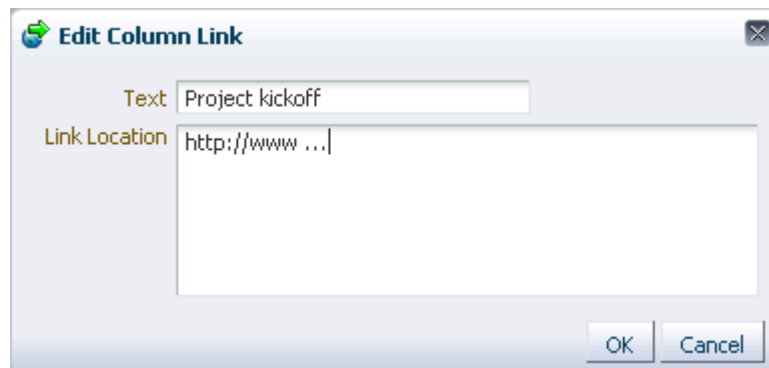 Edit Column Link
Text Project kickoff
Link Location http://www ...
OK Cancel